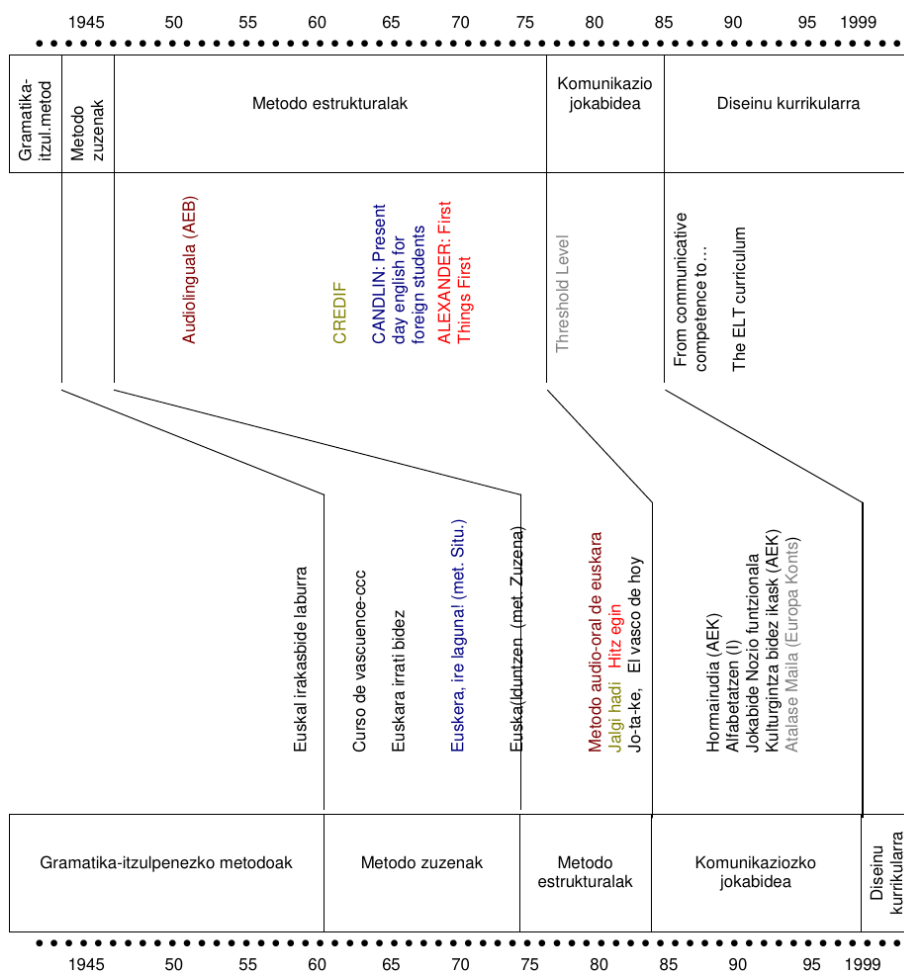 1945 50 55 60 65 70 75 80 85 90 95 1999
Gramatika-
itzul.metod
Metodo
zuzenak
Metodo estrukturalak
Komunikazio
jokabidea
Diseinu kurrikularra
Audiolinguala (AEB)
CREDIF
CANDLIN: Present
day english for
foreign students
ALEXANDER: First
Things First
Threshold Level
From communicative
competence to…
The ELT curriculum
Euskal irakasbide laburra
Curso de vascuence-ccc
Euskara irrati bidez
Euskera, ire laguna! (met. Situ.)
Euska(lduntzen (met. Zuzena)
Metodo audio-oral de euskara
Jalgi hadi Hitz egin
Jo-ta-ke, El vasco de hoy
Hormairudia (AEK)
Alfabetatzen (I)
Jokabide Nozio funtzionala
Kulturgintza bidez ikask (AEK)
Atalase Maila (Europa Konts)
Gramatika-itzulpenezko metodoak
Metodo zuzenak
Metodo
estrukturalak
Komunikaziozko
jokabidea
Diseinu
kurrikularra
1945 50 55 60 65 70 75 80 85 90 95 1999